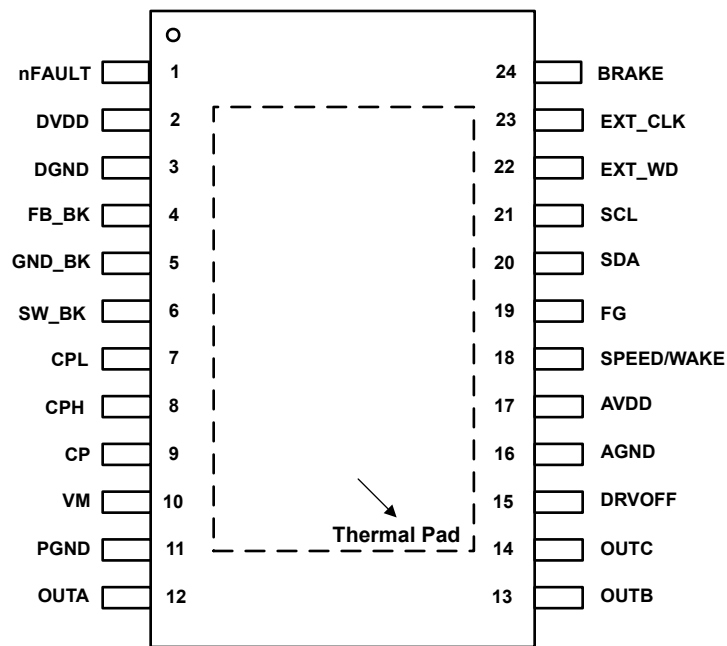 nFAULT 1 24 BRAKE
DVDD 2 23 EXT_CLK
DGND 3 22 EXT_WD
FB_BK 4 21 SCL
GND_BK 5 20 SDA
SW_BK 6 19 FG
CPL 7 18 SPEED/WAKE
CPH 8 17 AVDD
CP 9 16 AGND
VM 10 15 DRVOFF
Thermal Pad
PGND 11 14 OUTC
OUTA 12 13 OUTB